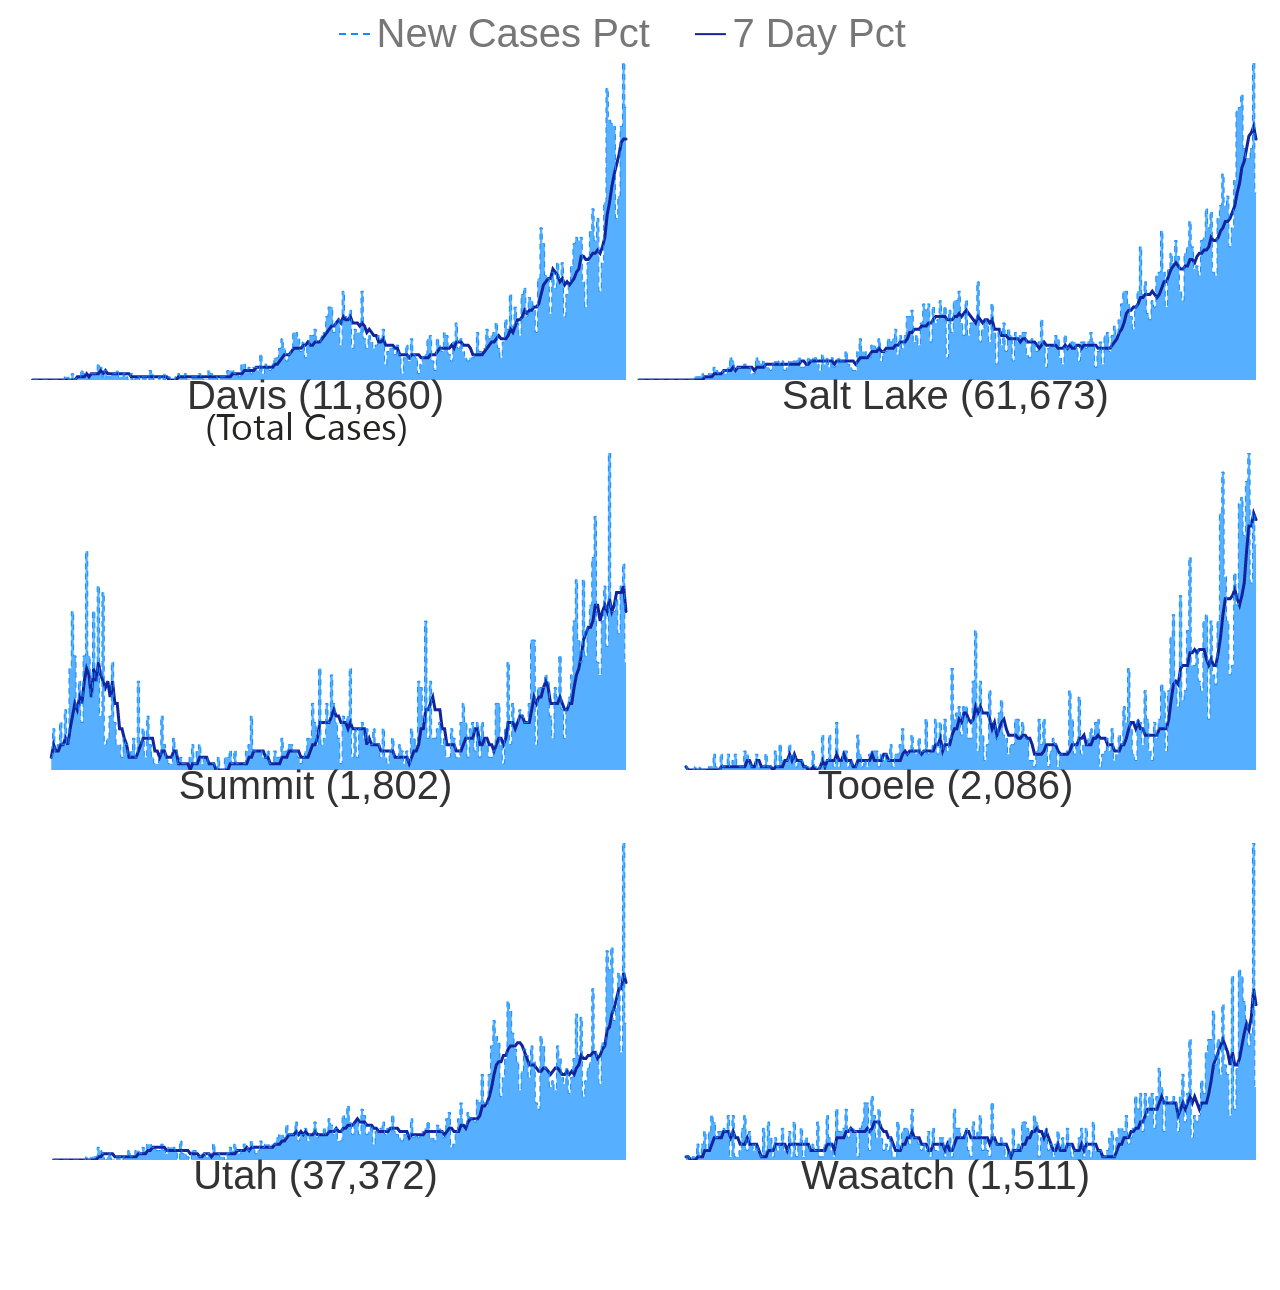 New Cases Pct 7 Day Pct
Davis (11,860) Salt Lake (61,673)
(Total Cases)
Summit (1,802) Tooele (2,086)
Utah (37,372) Wasatch (1,511)